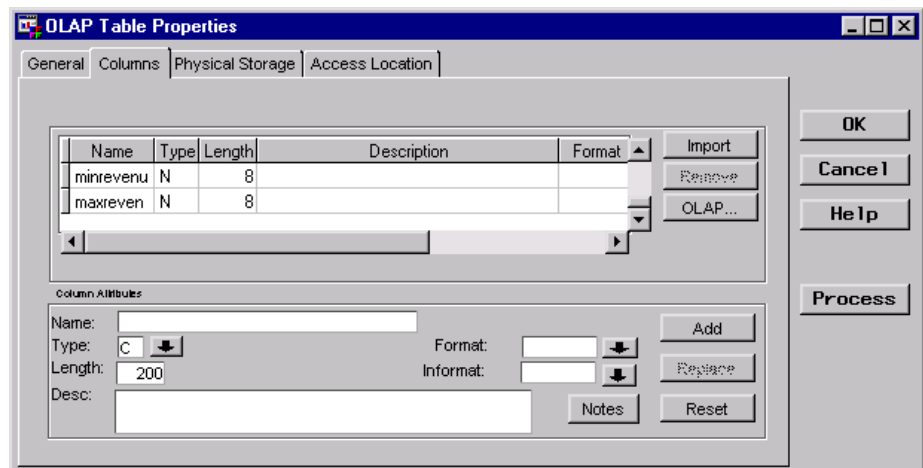 OLAP Table Properties
General Columns Physical Storage Access Location
Name Type Length Description Format
minrevenu N 8
maxreven N 8
Import
Remove
OLAP...
OK
Cancel
Help
Process
Column Attributes
Name:
Type: C
Length: 200
Desc:
Format:
Informat:
Notes
Add
Replace
Reset